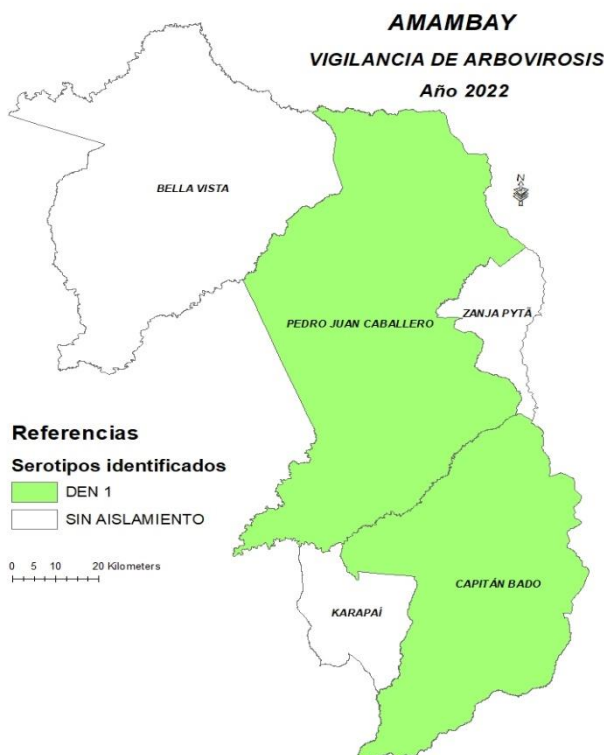 AMAMBAY
VIGILANCIA DE ARBOVIROSIS
Año 2022
N
BELLA VISTA
PEDRO JUAN CABALLERO
ZANJA PYTÃ
Referencias
Serotipos identificados
DEN 1
SIN AISLAMIENTO
0 5 10 20 Kilometers
CAPITÁN BADO
KARAPAÍ